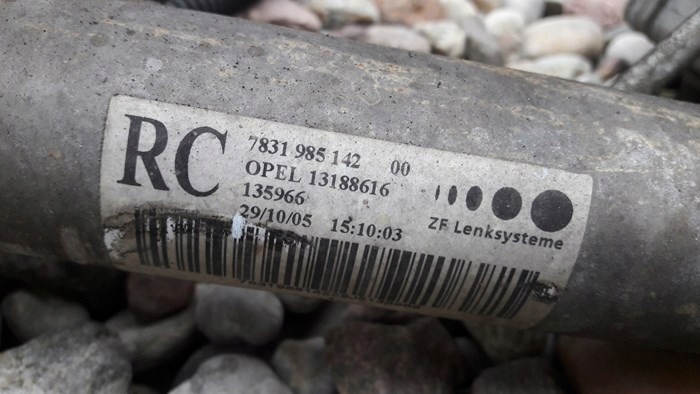 RC
7831 985 142 00
OPEL 13188616
135966
29/10/05 15:10:03
ZF Lenksysteme